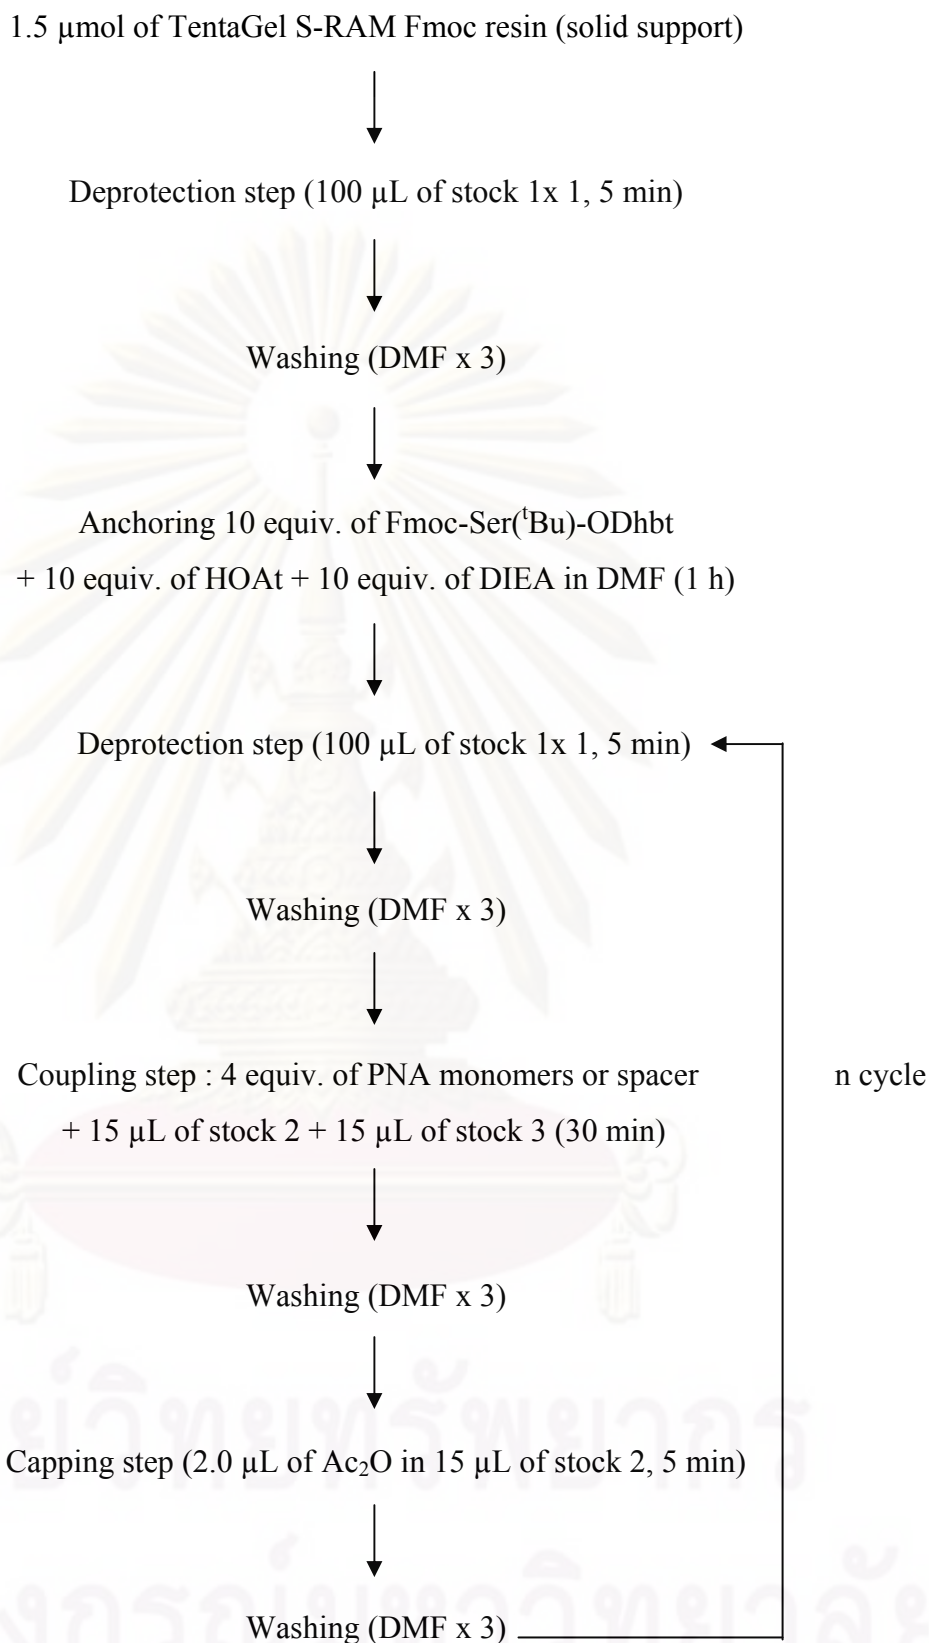 1.5 µmol of TentaGel S-RAM Fmoc resin (solid support)
Deprotection step (100 µL of stock 1x 1, 5 min)
Washing (DMF x 3)
Anchoring 10 equiv. of Fmoc-Ser(ᵗBu)-ODhbt
+ 10 equiv. of HOAt + 10 equiv. of DIEA in DMF (1 h)
Deprotection step (100 µL of stock 1x 1, 5 min)
Washing (DMF x 3)
Coupling step : 4 equiv. of PNA monomers or spacer
n cycle
+ 15 µL of stock 2 + 15 µL of stock 3 (30 min)
Washing (DMF x 3)
Capping step (2.0 µL of Ac₂O in 15 µL of stock 2, 5 min)
Washing (DMF x 3)